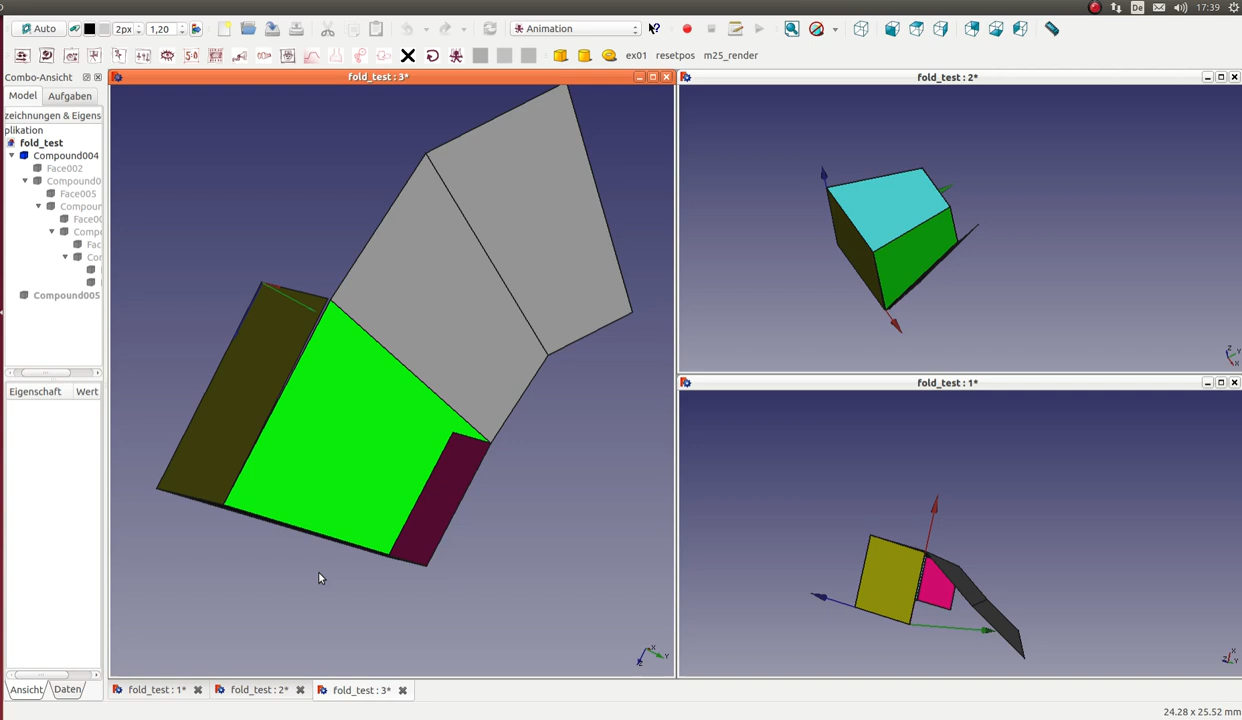 De
17:39
Auto
2px
1,20
Animation
ex01
resetpos
m25_render
Combo-Ansicht
fold_test : 3*
fold_test : 2*
Model
Aufgaben
zeichnungen & Eigens
plikation
fold_test
Compound004
Face002
Compound0
Face005
Compoun
Face00
Compo
Fac
Con
Compound005
Eigenschaft
Wert
fold_test : 1*
Ansicht
Daten
fold_test : 1*
fold_test : 2*
fold_test : 3*
24.28 x 25.52 mm